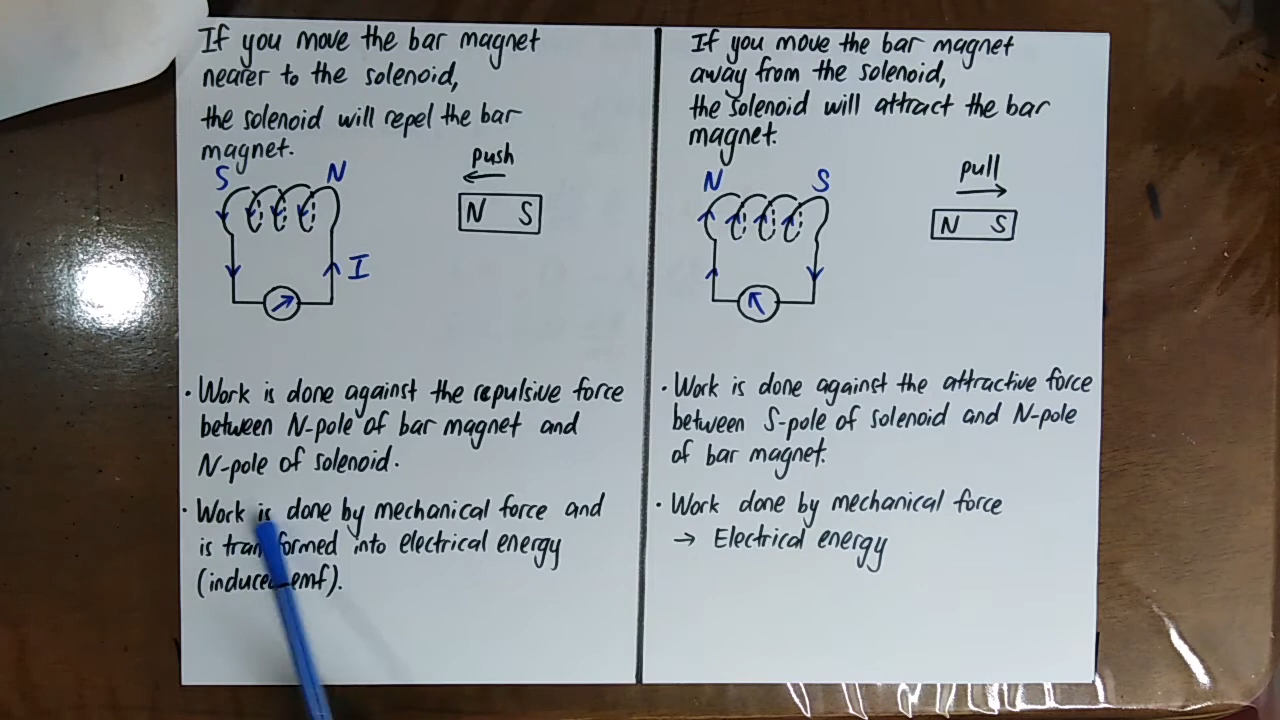 If you move the bar magnet
nearer to the solenoid,
the solenoid will repel the bar
magnet.
S N
push
N S
I
· Work is done against the repulsive force
between N-pole of bar magnet and
N-pole of solenoid.
· Work is done by mechanical force and
is transformed into electrical energy
(induced emf).
If you move the bar magnet
away from the solenoid,
the solenoid will attract the bar
magnet.
N S
pull
N S
· Work is done against the attractive force
between S-pole of solenoid and N-pole
of bar magnet.
· Work done by mechanical force
→ Electrical energy